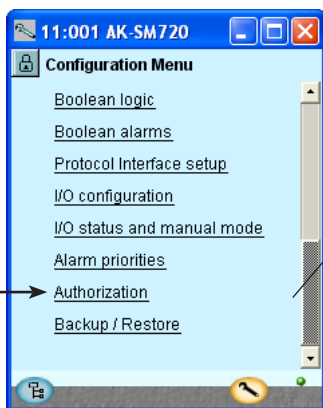 11:001 AK-SM720
Configuration Menu
Boolean logic
Boolean alarms
Protocol Interface setup
I/O configuration
I/O status and manual mode
Alarm priorities
Authorization
Backup / Restore